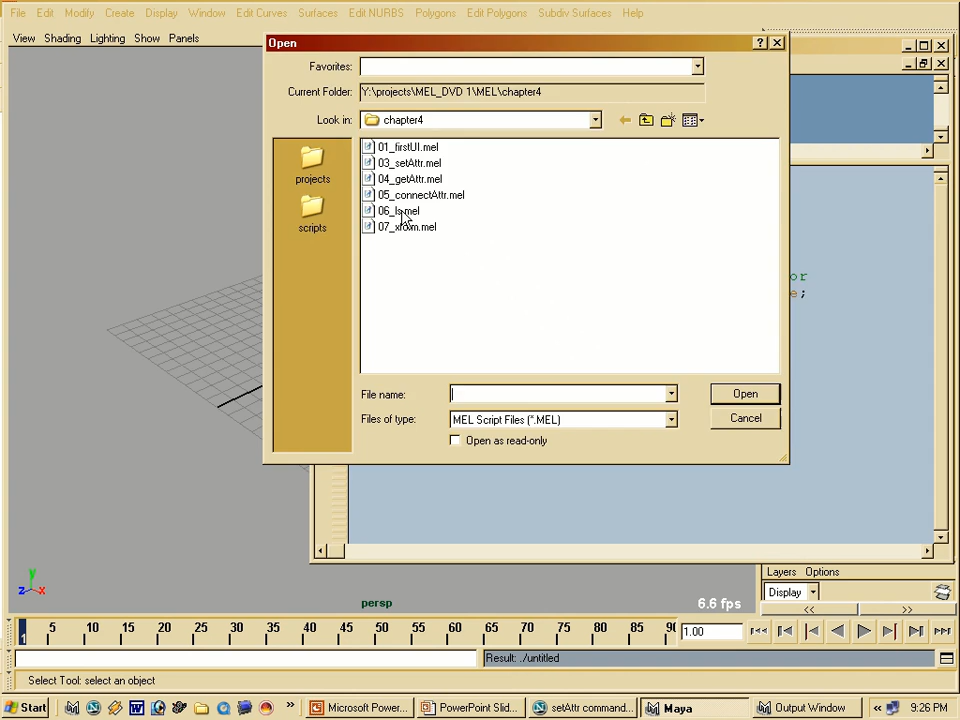 File Edit Modify Create Display Window Edit Curves Surfaces Edit NURBS Polygons Edit Polygons Subdiv Surfaces Help
View Shading Lighting Show Panels
Open
Favorites:
Current Folder: Y:\projects\MEL_DVD 1\MEL\chapter4
Look in: chapter4
projects
scripts
01_firstUI.mel
03_setAttr.mel
04_getAttr.mel
05_connectAttr.mel
06_ls.mel
07_xform.mel
or
e;
File name:
Open
Files of type: MEL Script Files (*.MEL)
Cancel
Open as read-only
Layers Options
Display
<< >>
y
z x
persp
6.6 fps
1 5 10 15 20 25 30 35 40 45 50 55 60 65 70 75 80 85 90 1.00
Result: ./untitled
Select Tool: select an object
Start » Microsoft Power... PowerPoint Slid... setAttr command... Maya Output Window « 9:26 PM